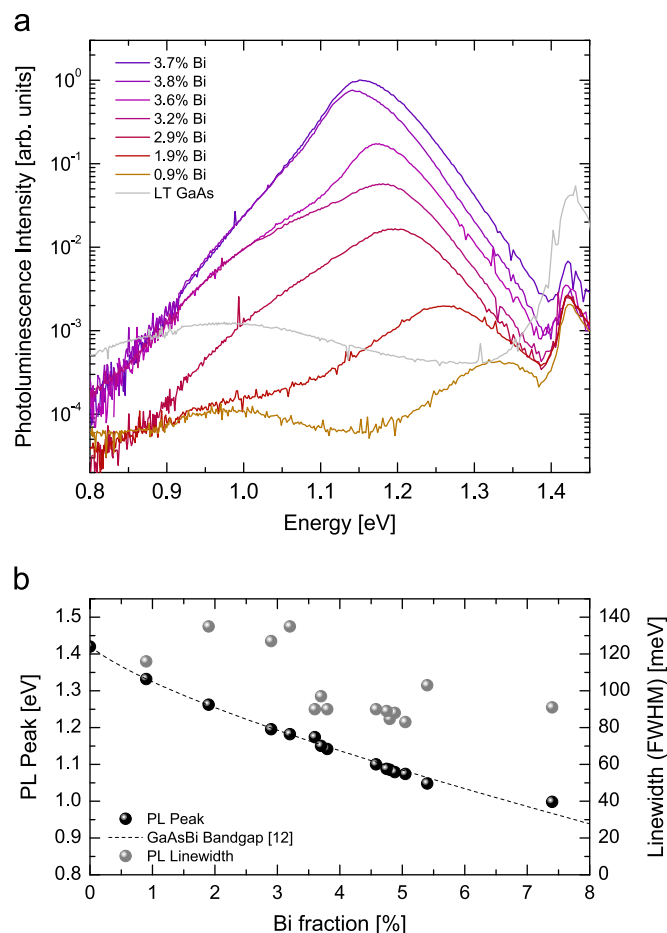 a
Photoluminescence Intensity [arb. units]
10⁰
10⁻¹
10⁻²
10⁻³
10⁻⁴
3.7% Bi
3.8% Bi
3.6% Bi
3.2% Bi
2.9% Bi
1.9% Bi
0.9% Bi
LT GaAs
0.8 0.9 1.0 1.1 1.2 1.3 1.4
Energy [eV]
b
PL Peak [eV]
1.5
1.4
1.3
1.2
1.1
1.0
0.9
0.8
PL Peak
GaAsBi Bandgap [12]
PL Linewidth
140
120
100
80
60
40
20
0
Linewidth (FWHM) [meV]
0 1 2 3 4 5 6 7 8
Bi fraction [%]